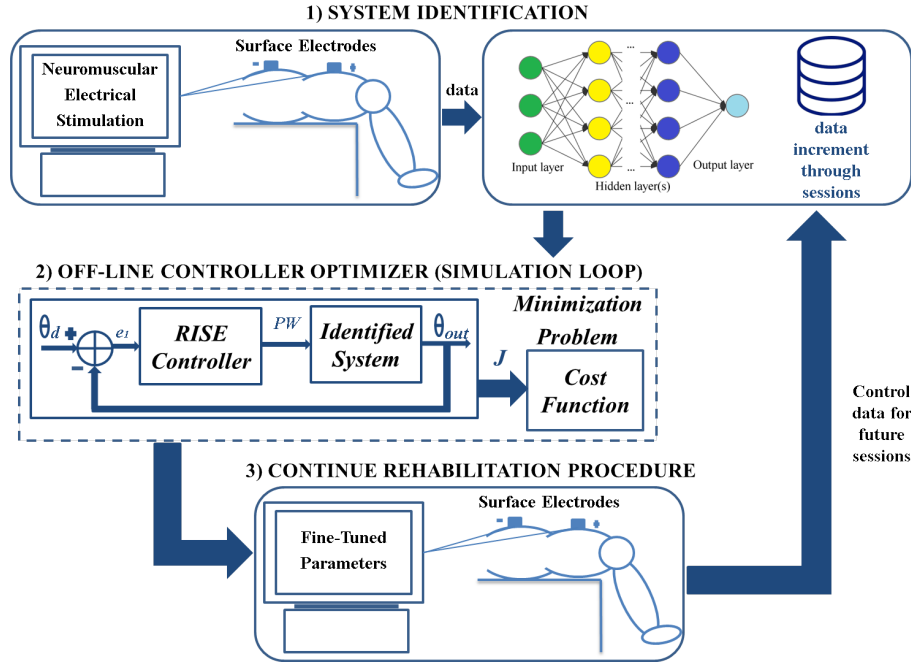 1) SYSTEM IDENTIFICATION
Neuromuscular
Electrical
Stimulation
Surface Electrodes
- +
data
...
...
...
...
Input layer
Hidden layer(s)
Output layer
data
increment
through
sessions
2) OFF-LINE CONTROLLER OPTIMIZER (SIMULATION LOOP)
θd +
-
e1
RISE
Controller
PW
Identified
System
θout
J
Minimization
Problem
Cost
Function
Control
data for
future
sessions
3) CONTINUE REHABILITATION PROCEDURE
Fine-Tuned
Parameters
Surface Electrodes
- +